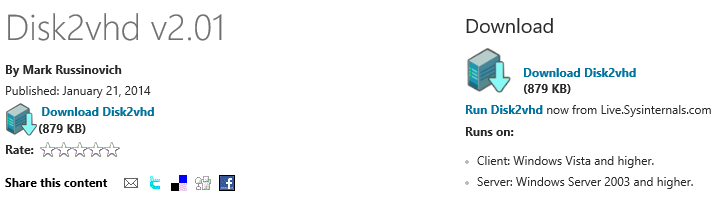 Disk2vhd v2.01
By Mark Russinovich
Published: January 21, 2014
Download Disk2vhd
(879 KB)
Rate:
Share this content
Download
Download Disk2vhd
(879 KB)
Run Disk2vhd now from Live.Sysinternals.com
Runs on:
Client: Windows Vista and higher.
Server: Windows Server 2003 and higher.